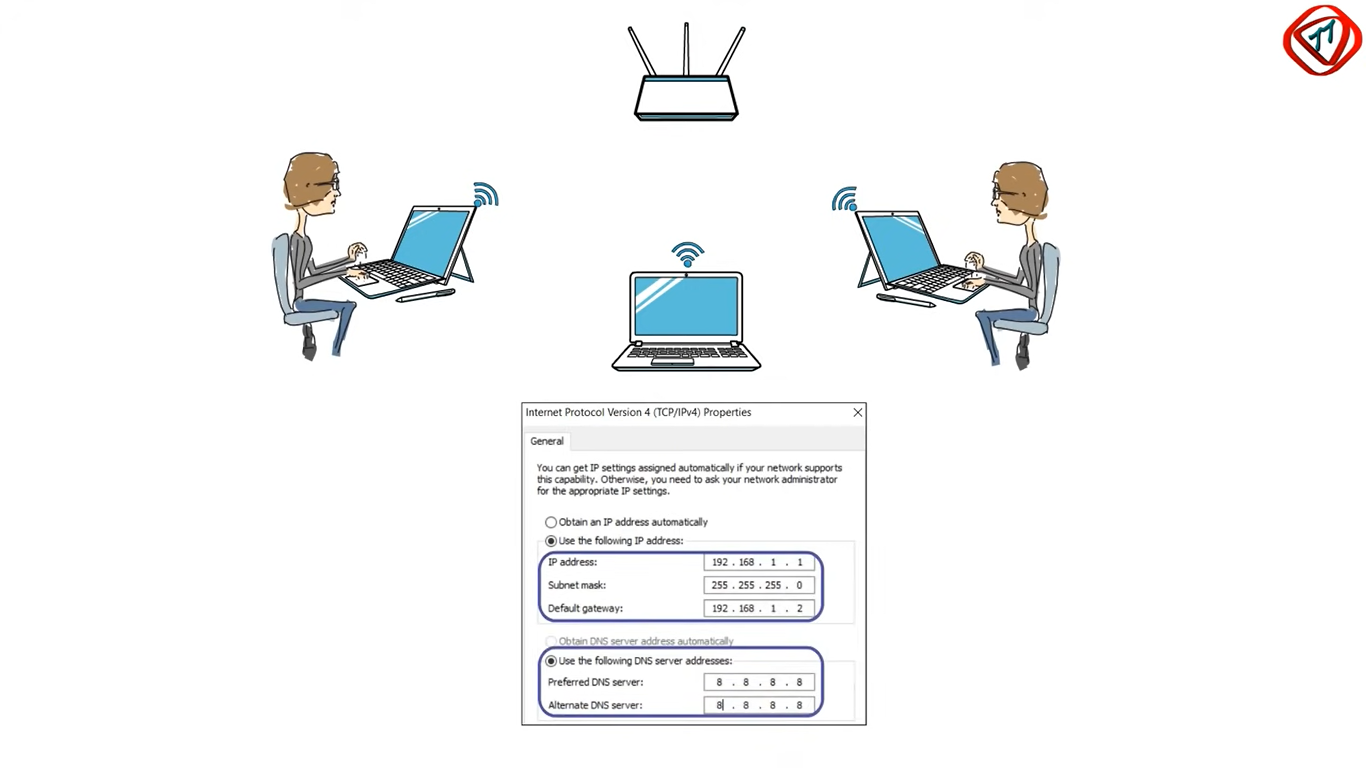 Internet Protocol Version 4 (TCP/IPv4) Properties
General
You can get IP settings assigned automatically if your network supports
this capability. Otherwise, you need to ask your network administrator
for the appropriate IP settings.
Obtain an IP address automatically
Use the following IP address:
IP address: 192 . 168 . 1 . 1
Subnet mask: 255 . 255 . 255 . 0
Default gateway: 192 . 168 . 1 . 2
Obtain DNS server address automatically
Use the following DNS server addresses:
Preferred DNS server: 8 . 8 . 8 . 8
Alternate DNS server: 8 . 8 . 8 . 8